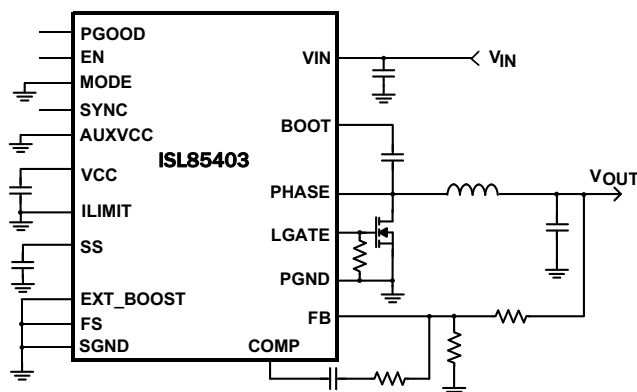 PGOOD
EN
MODE
SYNC
AUXVCC
VCC
ILIMIT
SS
EXT_BOOST
FS
SGND
ISL85403
COMP
VIN
BOOT
PHASE
LGATE
PGND
FB
VIN
VOUT